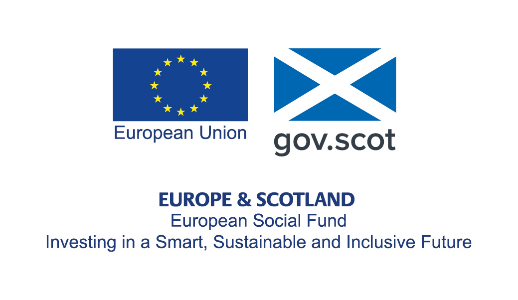 European Union
gov.scot
EUROPE & SCOTLAND
European Social Fund
Investing in a Smart, Sustainable and Inclusive Future